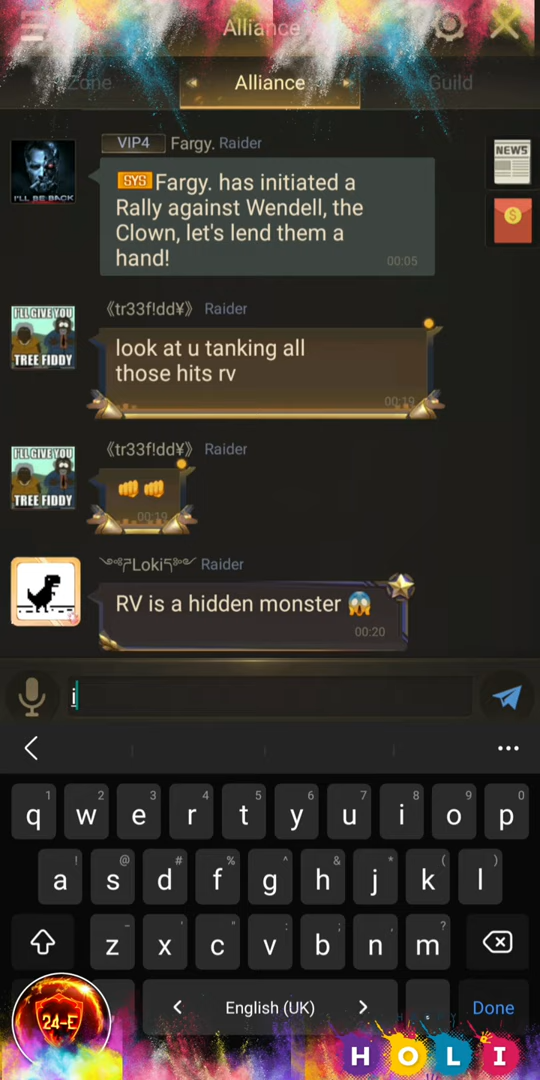 Alliance
Zone
Alliance
Guild
VIP4 Fargy. Raider
NEWS
I'LL BE BACK
SYS Fargy. has initiated a
Rally against Wendell, the
Clown, let's lend them a
hand!
00:05
《tr33f!dd¥》 Raider
I'LL GIVE YOU
TREE FIDDY
look at u tanking all
those hits rv
00:19
《tr33f!dd¥》 Raider
I'LL GIVE YOU
TREE FIDDY
👊👊
00:19
༺Loki༻ Raider
RV is a hidden monster 😱
00:20
i
1 2 3 4 5 6 7 8 9 0
q w e r t y u i o p
! @ # % ^ & * ( )
a s d f g h j k l
- ' " : ; , ?
z x c v b n m
English (UK)
.
Done
24-E
HOLI